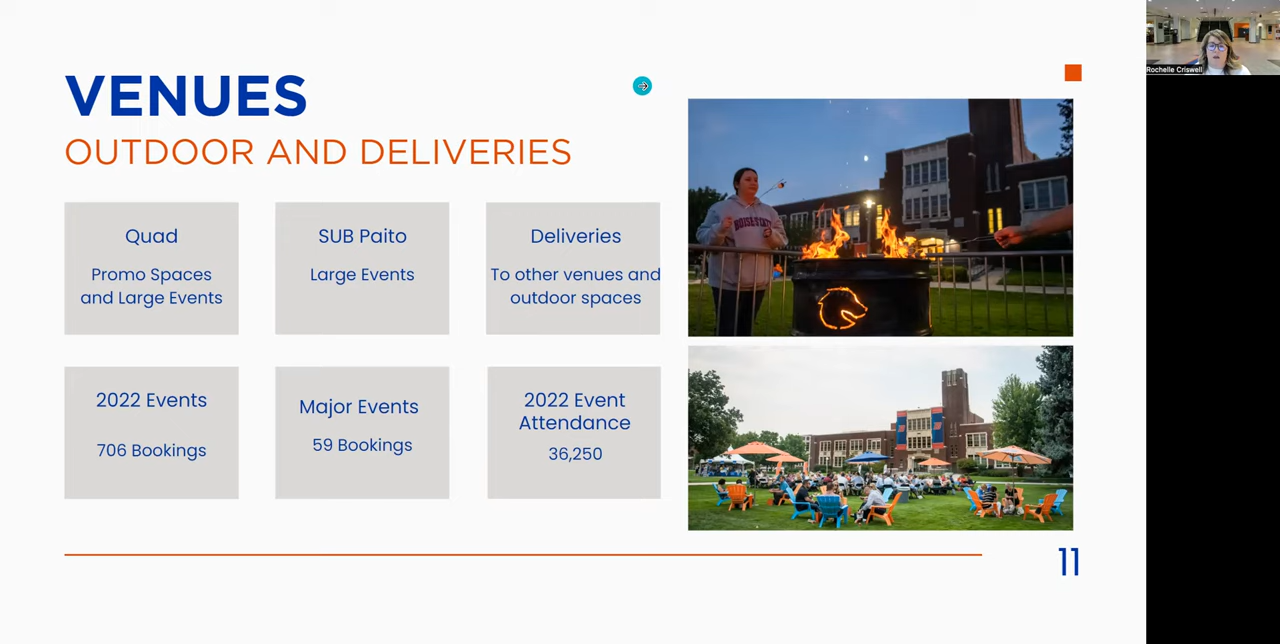 VENUES
OUTDOOR AND DELIVERIES
Quad
Promo Spaces
and Large Events
SUB Paito
Large Events
Deliveries
To other venues and
outdoor spaces
2022 Events
706 Bookings
Major Events
59 Bookings
2022 Event
Attendance
36,250
BOISE STATE
11
Rochelle Criswell